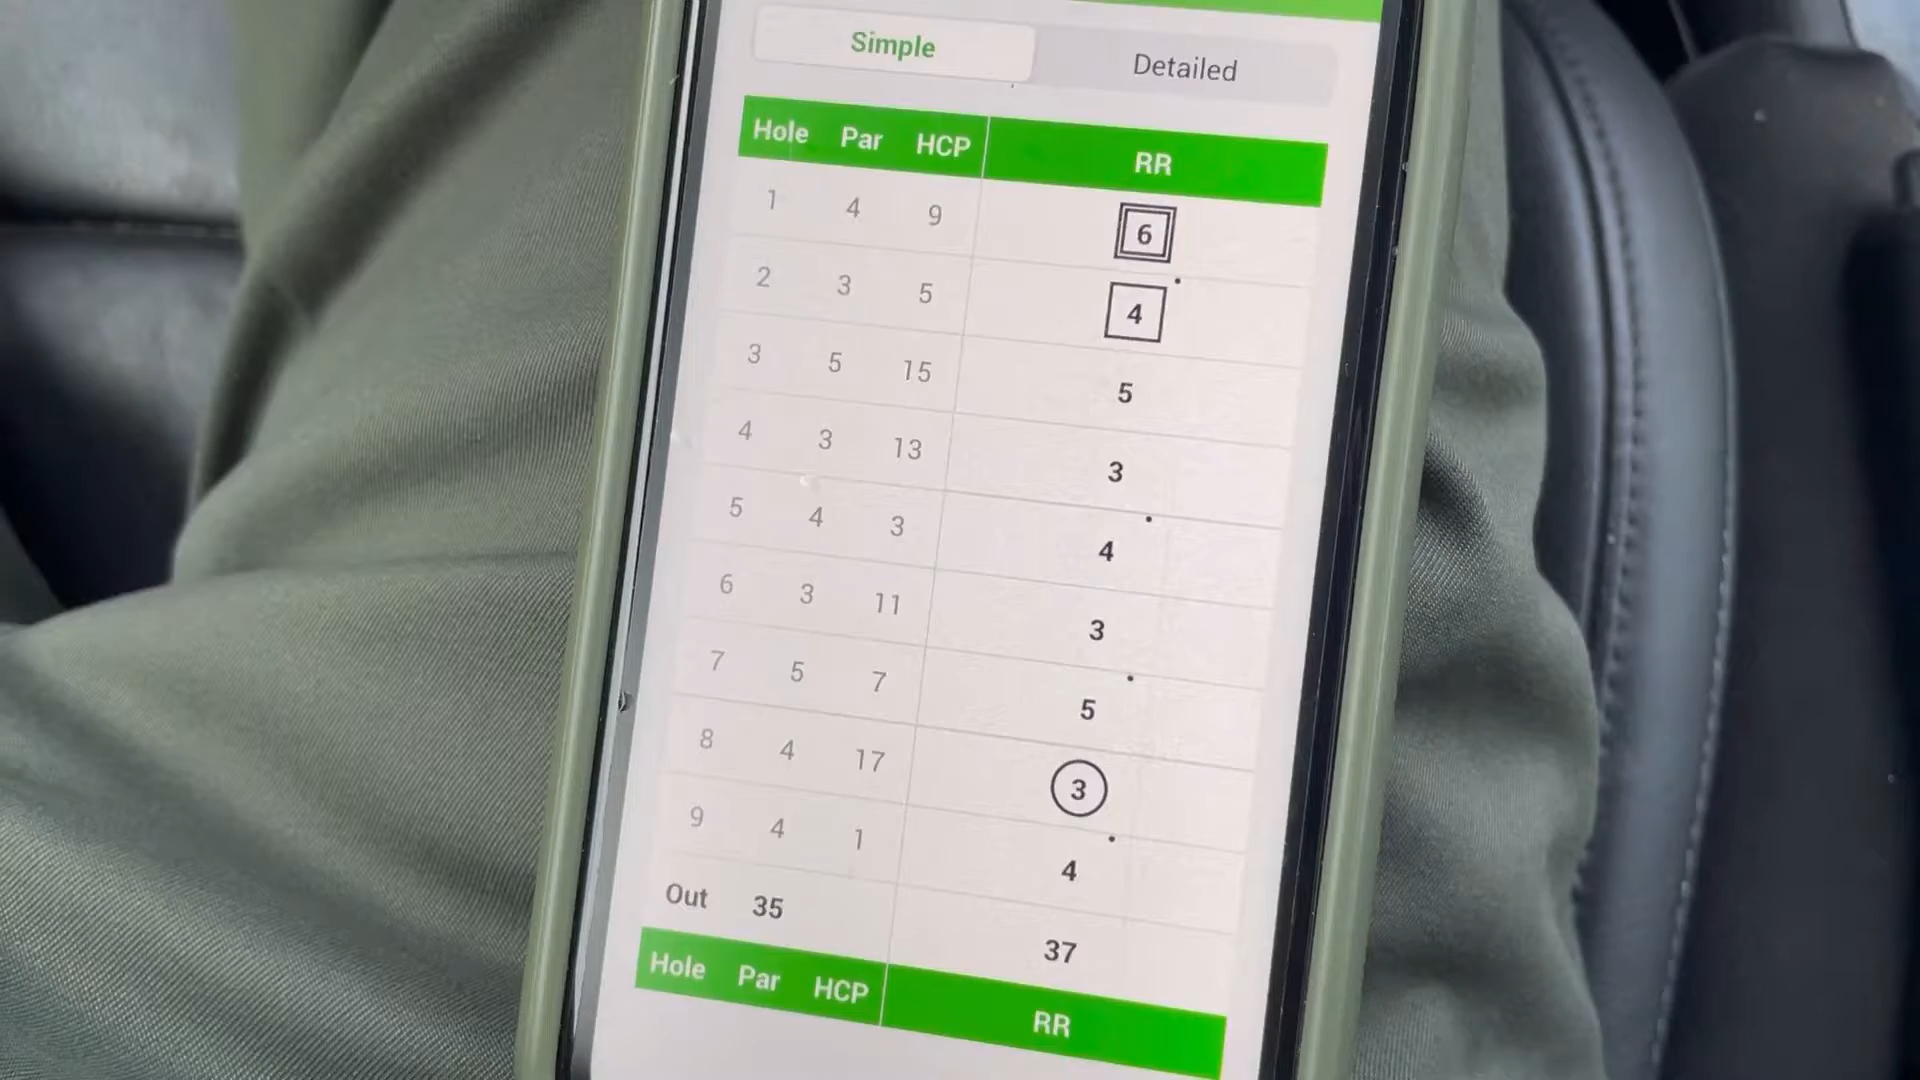 Simple Detailed
Hole Par HCP RR
1 4 9 6
2 3 5 4
3 5 15 5
4 3 13 3
5 4 3 4
6 3 11 3
7 5 7 5
8 4 17 3
9 4 1 4
Out 35 37
Hole Par HCP RR